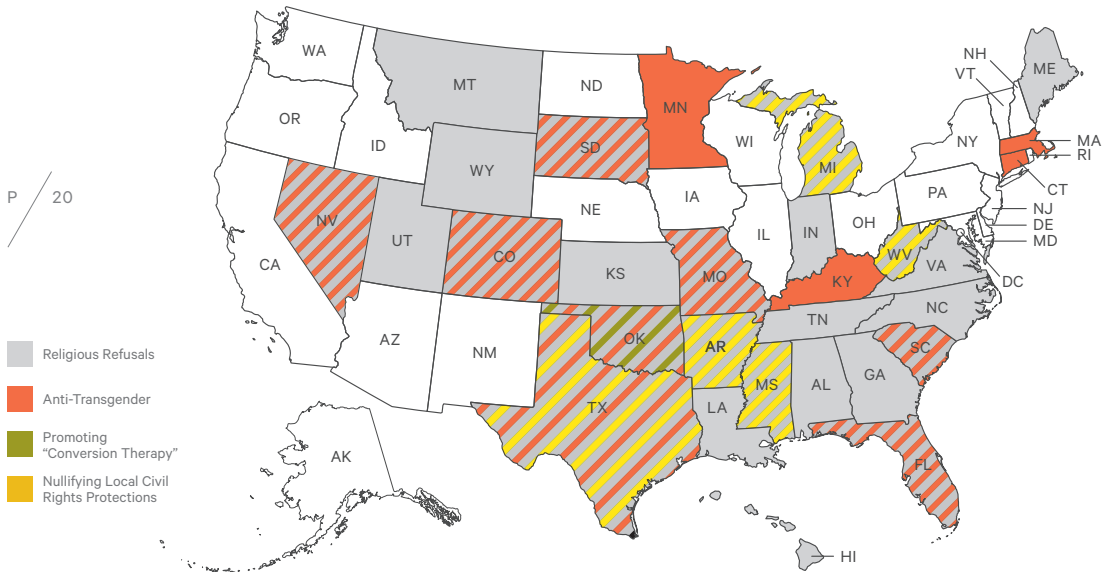 WA
OR
CA
ID
NV
MT
WY
UT
AZ
CO
NM
ND
SD
NE
KS
OK
TX
MN
IA
MO
AR
LA
WI
IL
MI
IN
OH
KY
TN
MS
AL
GA
FL
SC
NC
VA
WV
PA
NY
VT
NH
ME
MA
RI
CT
NJ
DE
MD
DC
AK
HI
P / 20
Religious Refusals
Anti-Transgender
Promoting
“Conversion Therapy”
Nullifying Local Civil
Rights Protections